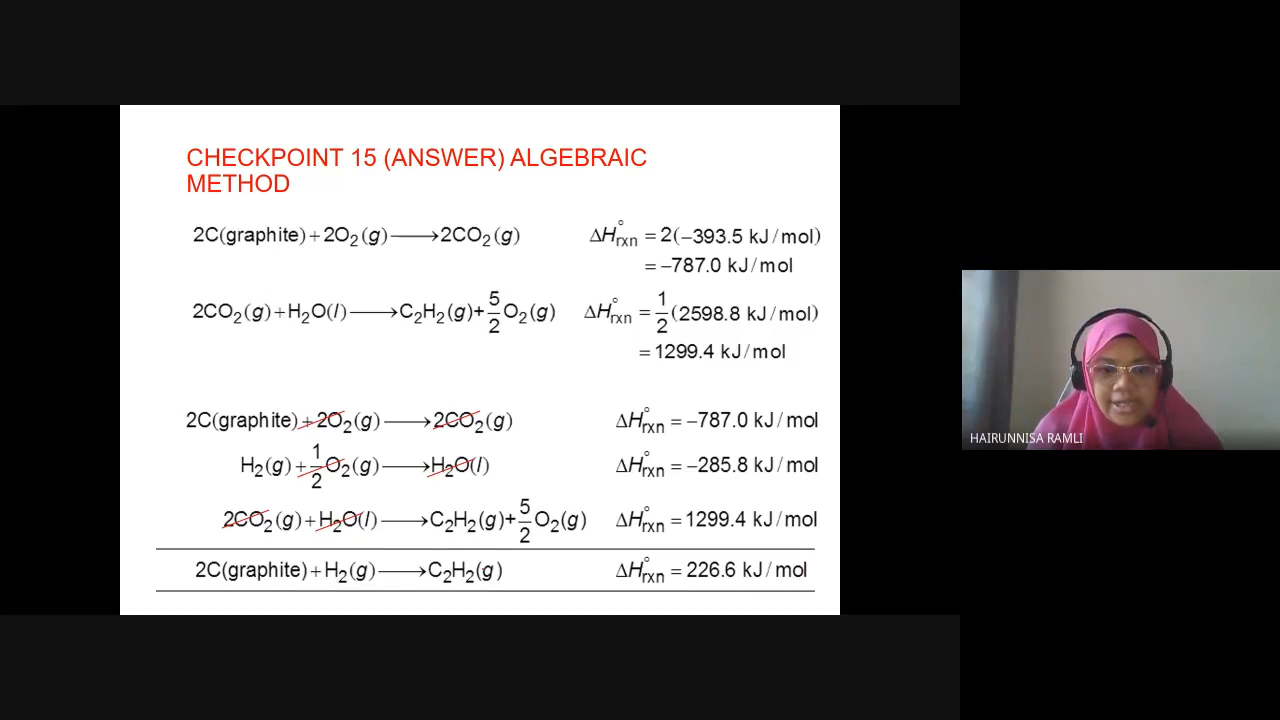 CHECKPOINT 15 (ANSWER) ALGEBRAIC
METHOD
2C(graphite)+2O₂(g)⟶2CO₂(g) ΔH°rxn = 2(−393.5 kJ/mol)
= −787.0 kJ/mol
2CO₂(g)+H₂O(l)⟶C₂H₂(g)+5/2 O₂(g) ΔH°rxn = 1/2 (2598.8 kJ/mol)
= 1299.4 kJ/mol
2C(graphite)+2O₂(g)⟶2CO₂(g) ΔH°rxn = −787.0 kJ/mol
H₂(g)+1/2 O₂(g)⟶H₂O(l) ΔH°rxn = −285.8 kJ/mol
2CO₂(g)+H₂O(l)⟶C₂H₂(g)+5/2 O₂(g) ΔH°rxn = 1299.4 kJ/mol
2C(graphite)+H₂(g)⟶C₂H₂(g) ΔH°rxn = 226.6 kJ/mol
HAIRUNNISA RAMLI